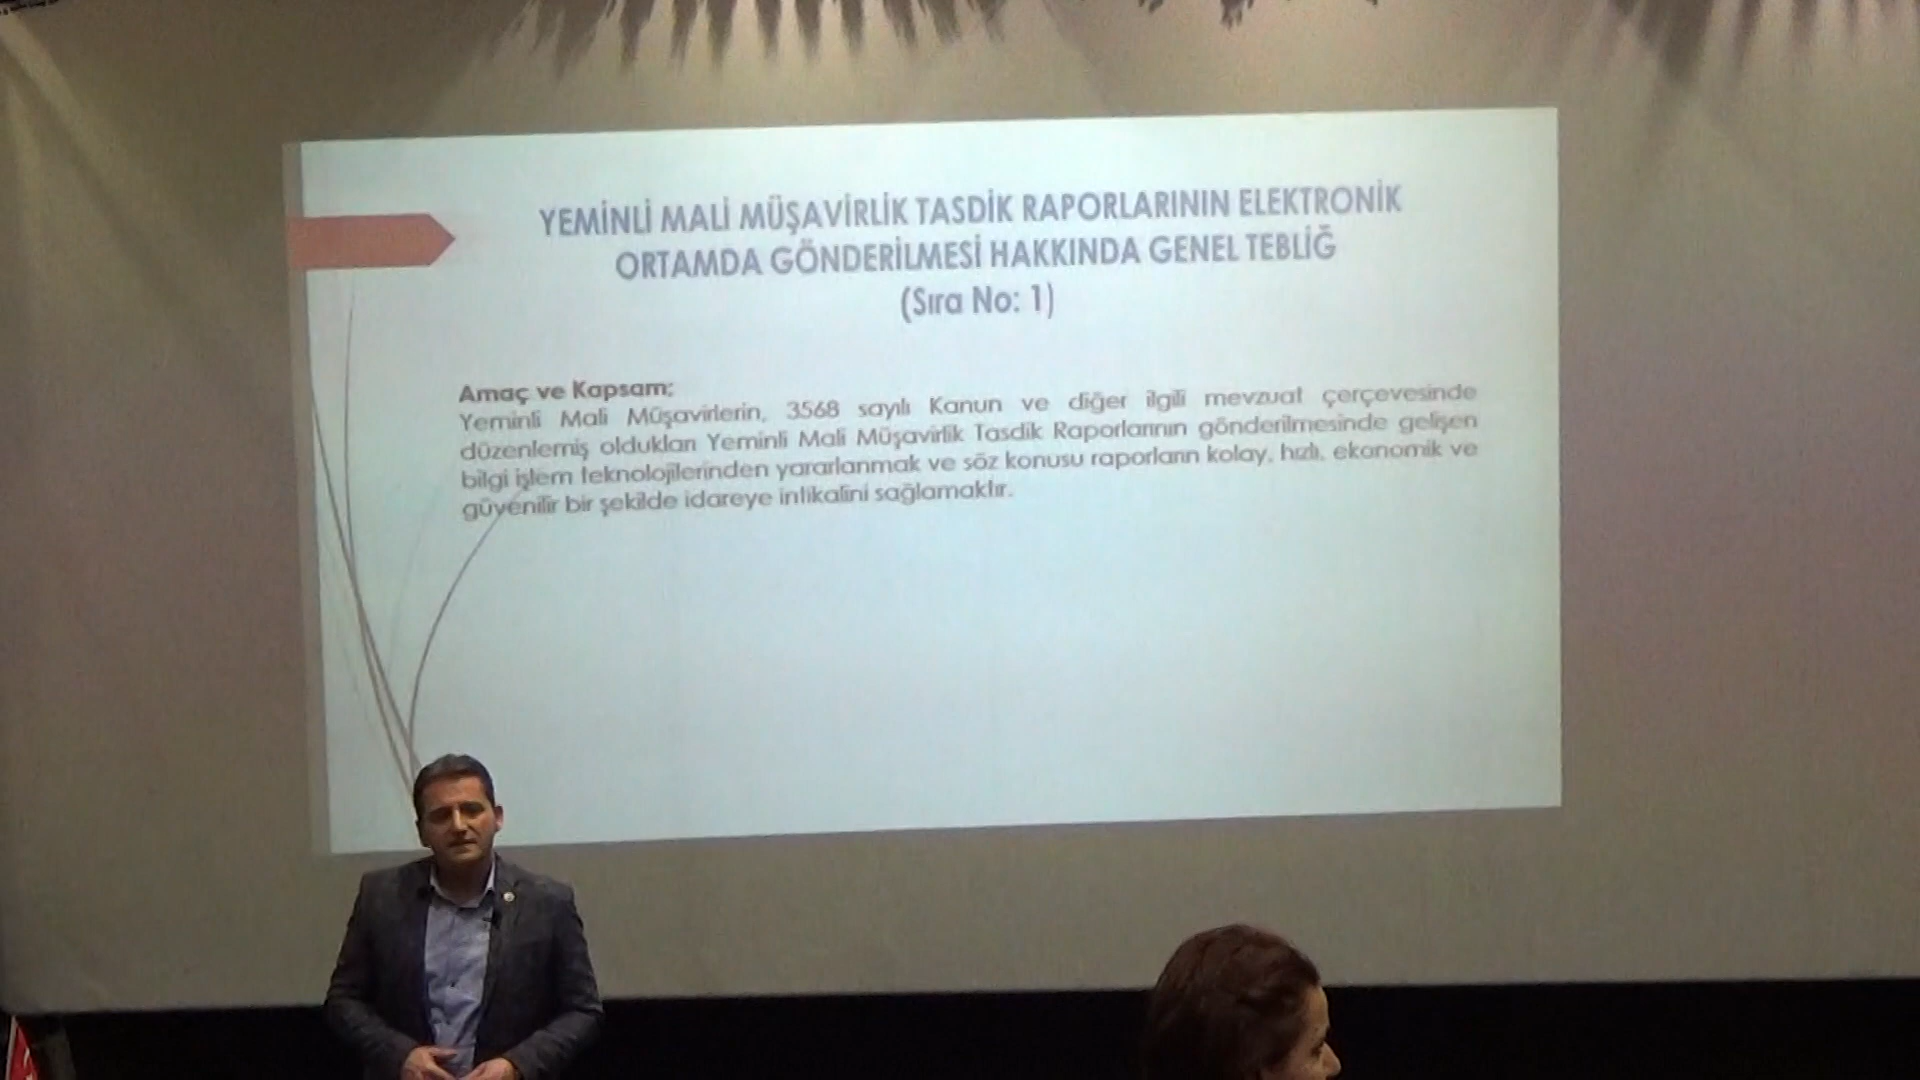 YEMİNLİ MALİ MÜŞAVİRLİK TASDİK RAPORLARININ ELEKTRONİK
ORTAMDA GÖNDERİLMESİ HAKKINDA GENEL TEBLİĞ
(Sıra No: 1)
Amaç ve Kapsam;
Yeminli Mali Müşavirlerin, 3568 sayılı Kanun ve diğer ilgili mevzuat çerçevesinde
düzenlemiş oldukları Yeminli Mali Müşavirlik Tasdik Raporlarının gönderilmesinde gelişen
bilgi işlem teknolojilerinden yararlanmak ve söz konusu raporların kolay, hızlı, ekonomik ve
güvenilir bir şekilde idareye intikalini sağlamaktır.